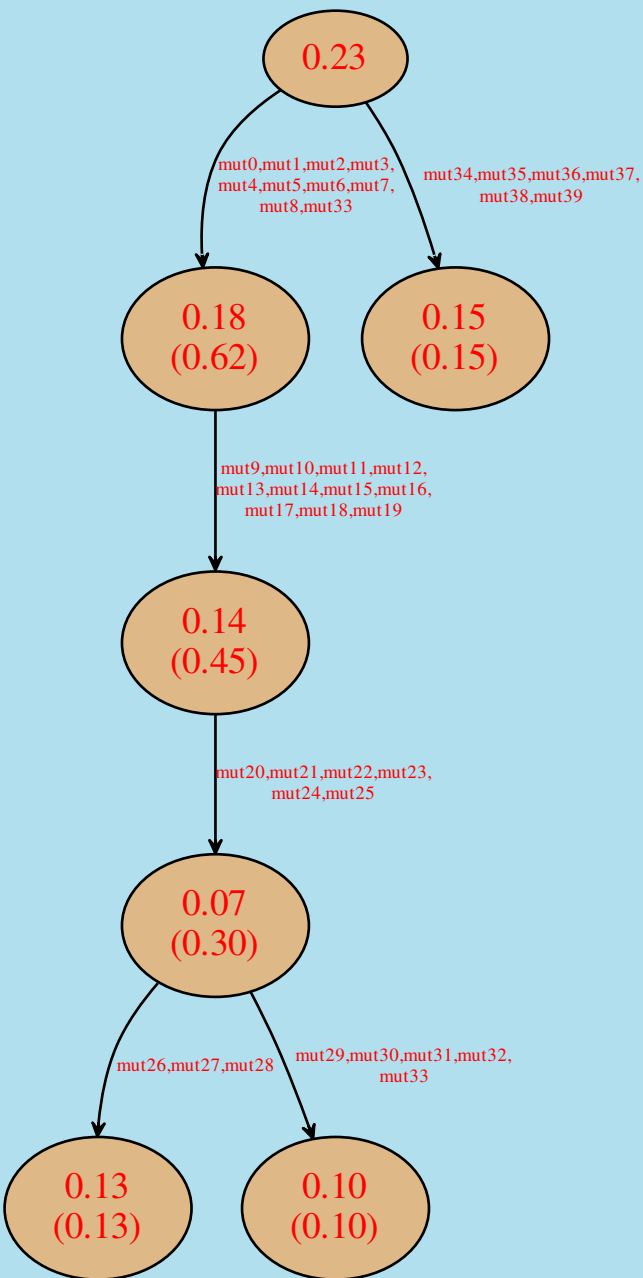 0.23
mut0,mut1,mut2,mut3,
mut4,mut5,mut6,mut7,
mut8,mut33
mut34,mut35,mut36,mut37,
mut38,mut39
0.18
(0.62)
0.15
(0.15)
mut9,mut10,mut11,mut12,
mut13,mut14,mut15,mut16,
mut17,mut18,mut19
0.14
(0.45)
mut20,mut21,mut22,mut23,
mut24,mut25
0.07
(0.30)
mut26,mut27,mut28
mut29,mut30,mut31,mut32,
mut33
0.13
(0.13)
0.10
(0.10)